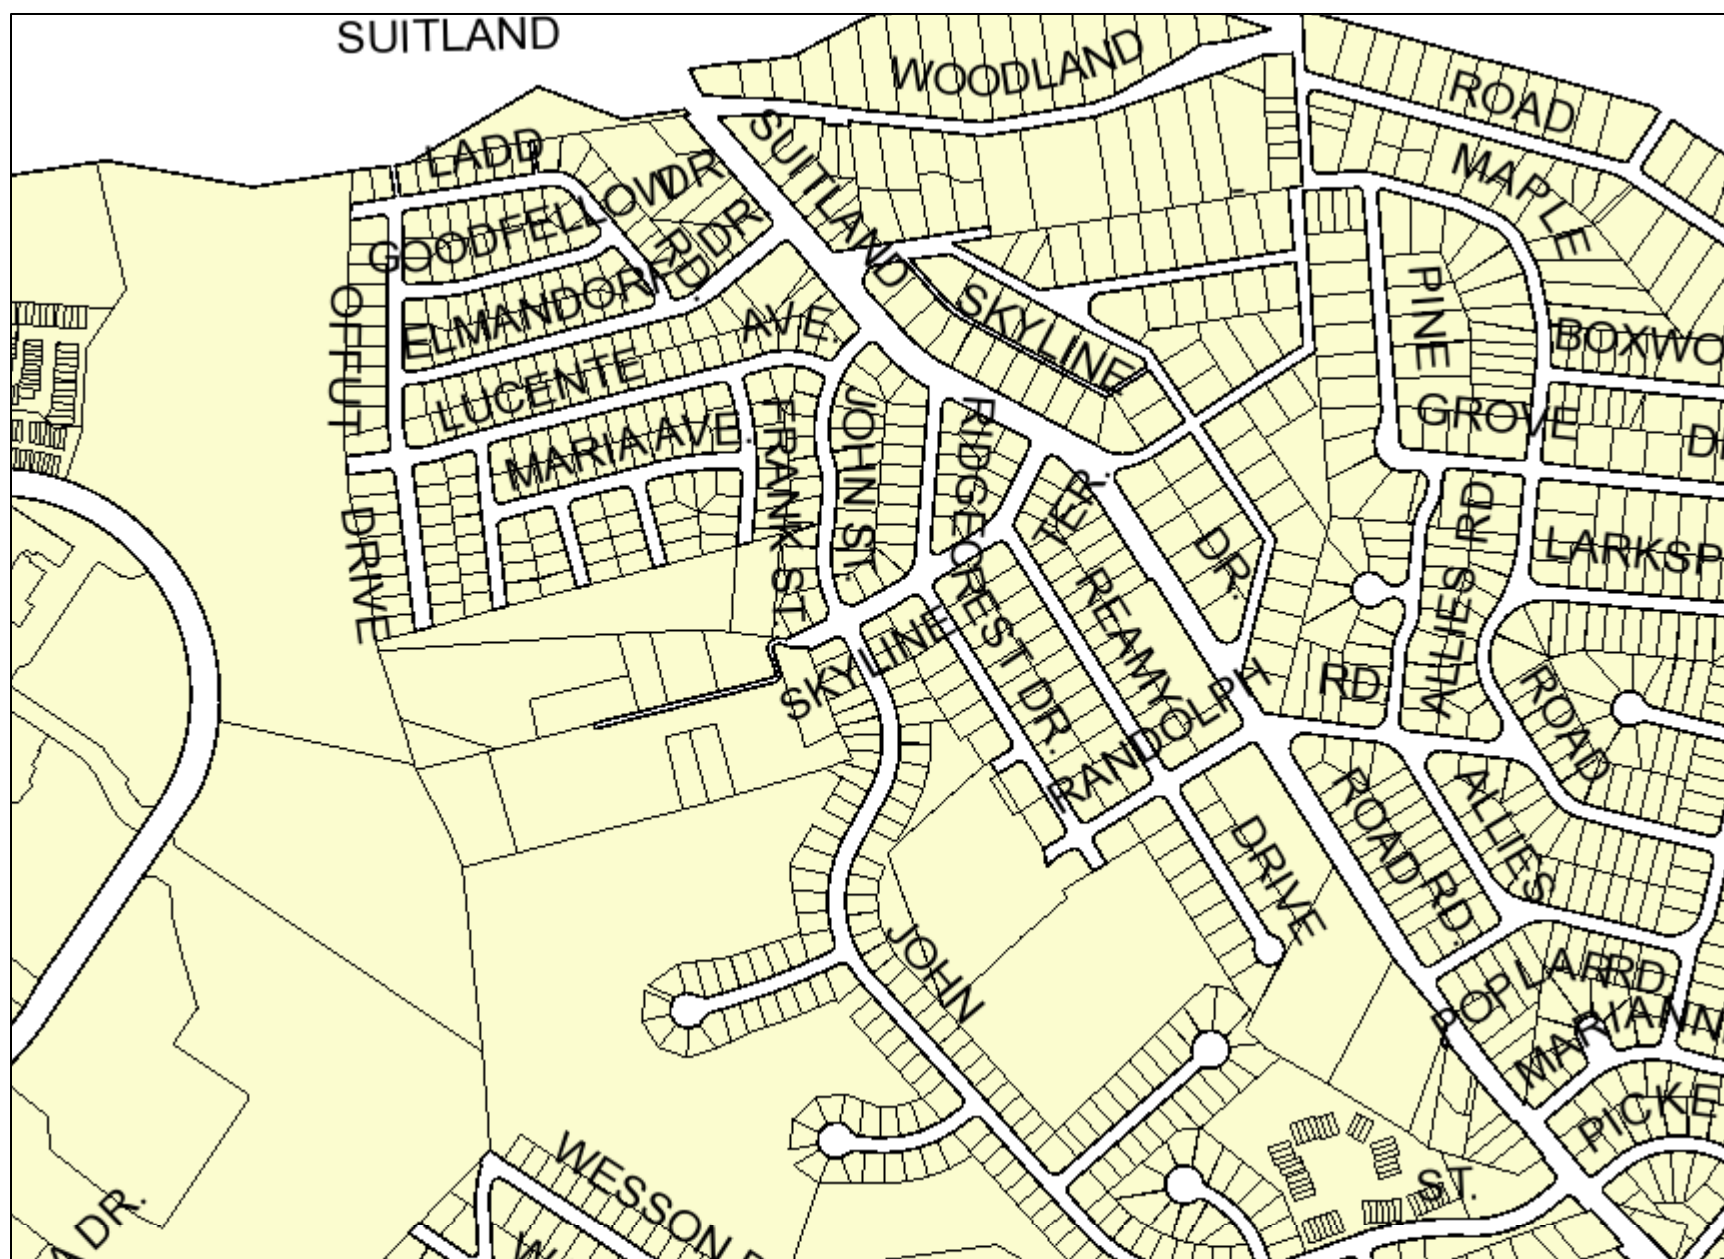 SUITLAND
WOODLAND
ROAD
LADD
SUITLAND
MAPLE
GOODFELLOW DR.
RD.
ELMANDORF DR.
OFFUT
DRIVE
LUCENTE
AVE.
SKYLINE
DR.
PINE
GROVE
BOXWO
MARIA AVE.
FRANK ST.
JOHN ST.
RIDGECREST DR.
TER.
REAMY
ALLIES RD
LARKSP
SKYLINE
RANDOLPH
RD
ROAD
DRIVE
ROAD
RD.
ALLIES
JOHN
POPLAR RD
MARIANN
PICKE
ST.
WESSON
A DR.